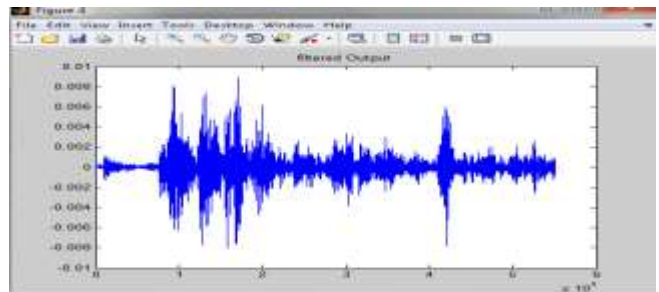 Figure 4
File Edit View Insert Tools Desktop Window Help
filtered Output
0.01
0.008
0.006
0.004
0.002
0
-0.002
-0.004
-0.006
-0.008
-0.01
0 1 2 3 4 5 6